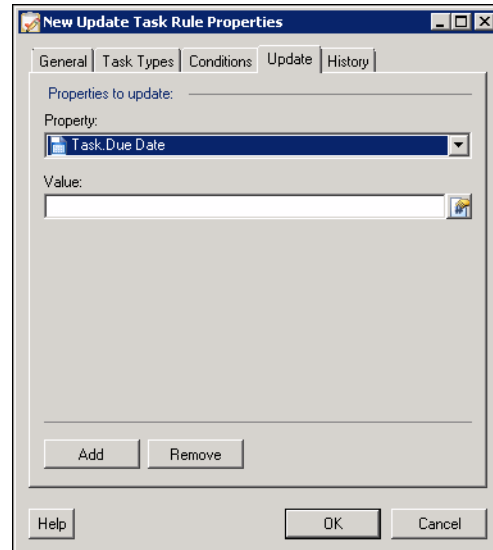 New Update Task Rule Properties
General Task Types Conditions Update History
Properties to update:
Property:
Task.Due Date
Value:
Add Remove
Help OK Cancel